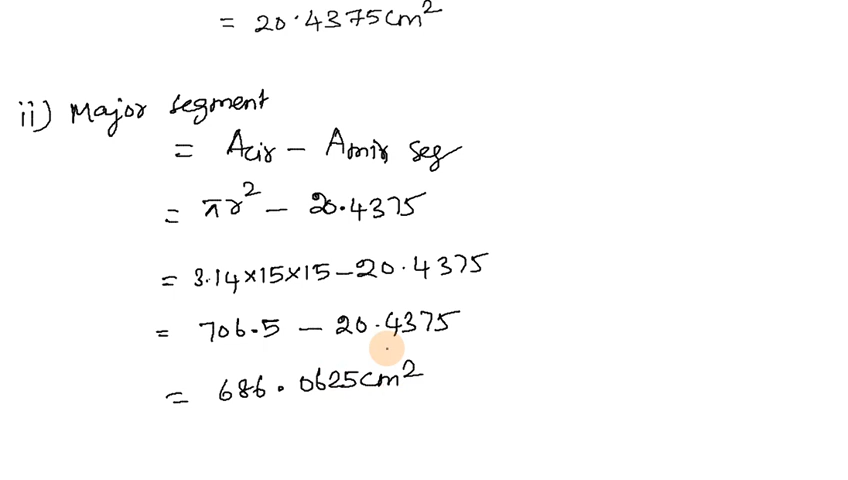 = 20.4375cm²
ii) Major segment
= Acir - Amin seg
= πr² - 20.4375
= 3.14×15×15-20.4375
= 706.5 - 20.4375
= 686.0625cm²